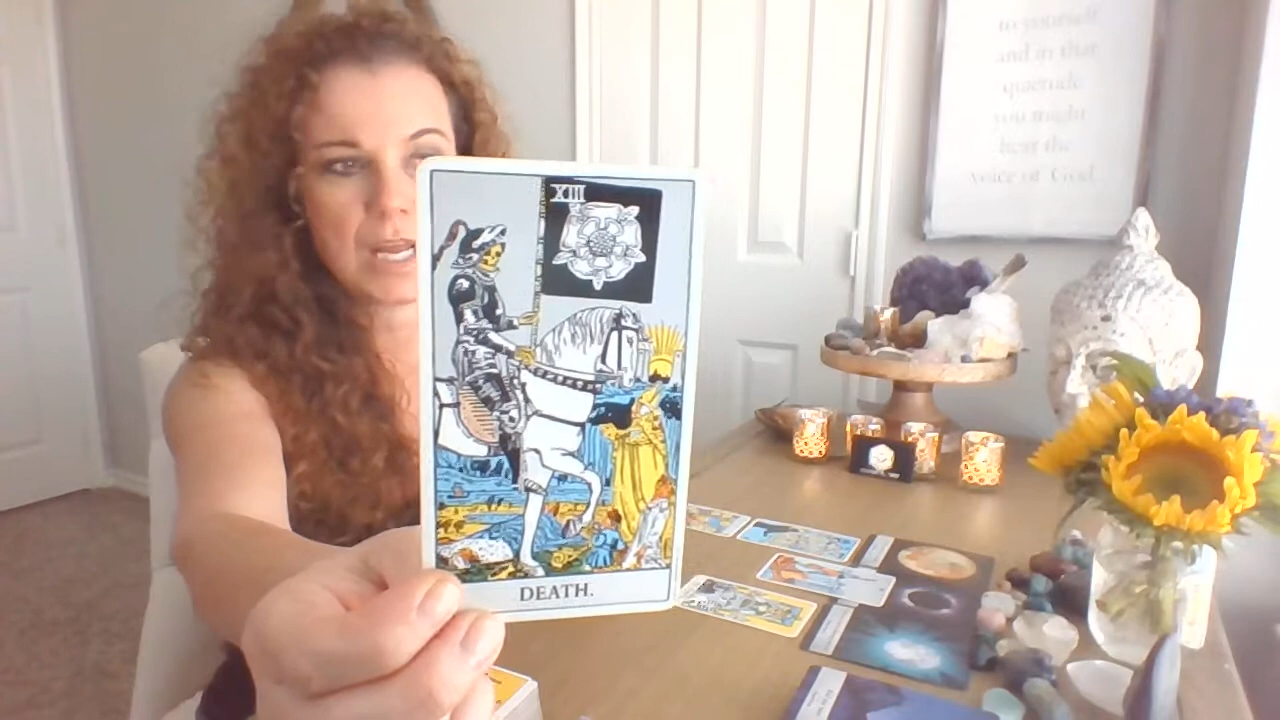 to yourself
and in that
quietude
you might
hear the
voice of God.
XIII
DEATH.